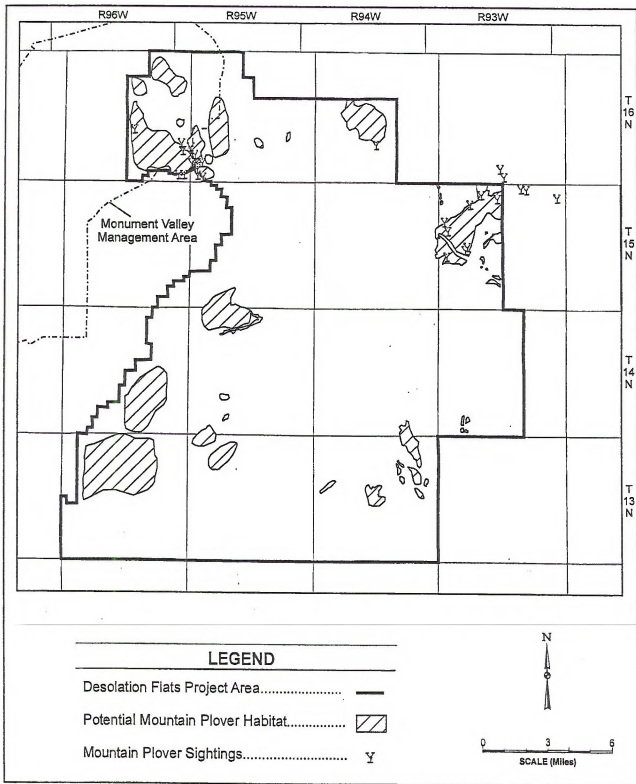 R96W R95W R94W R93W
T
16
N
Monument Valley
Management Area
T
15
N
T
14
N
T
13
N
LEGEND
Desolation Flats Project Area
Potential Mountain Plover Habitat
Mountain Plover Sightings
N
0 3 6
SCALE (Miles)